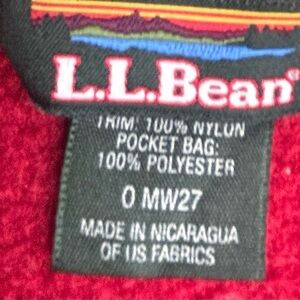 L.L.Bean
TRIM: 100% NYLON
POCKET BAG:
100% POLYESTER
0 MW27
MADE IN NICARAGUA
OF US FABRICS